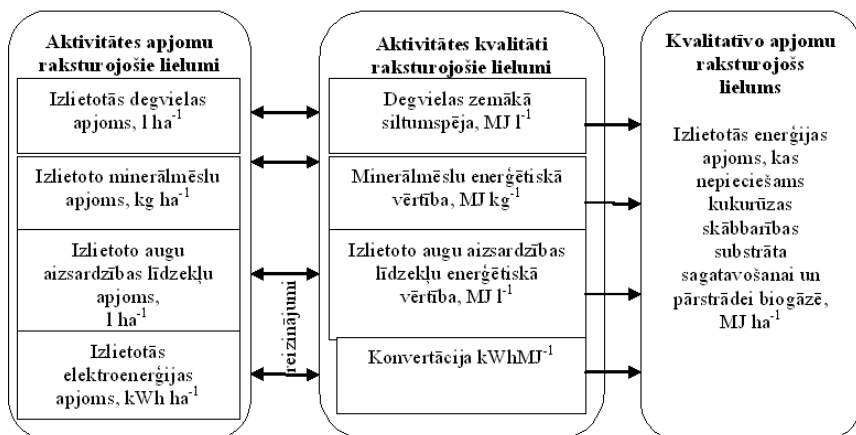 Aktivitātes apjomu
raksturojošie lielumi
Izlietotās degvielas
apjoms, l ha⁻¹
Izlietoto minerālmēslu
apjoms, kg ha⁻¹
Izlietoto augu
aizsardzības līdzekļu
apjoms,
l ha⁻¹
Izlietotās
elektroenerģijas
apjoms, kWh ha⁻¹
reizinājumi
Aktivitātes kvalitāti
raksturojošie lielumi
Degvielas zemākā
siltumspēja, MJ l⁻¹
Minerālmēslu enerģētiskā
vērtība, MJ kg⁻¹
Izlietoto augu aizsardzības
līdzekļu enerģētiskā
vērtība, MJ l⁻¹
Konvertācija kWhMJ⁻¹
Kvalitatīvo apjomu
raksturojošs
lielums
Izlietotās enerģijas
apjoms, kas
nepieciešams
kukurūzas
skābbarības
substrāta
sagatavošanai un
pārstrādei biogāzē,
MJ ha⁻¹